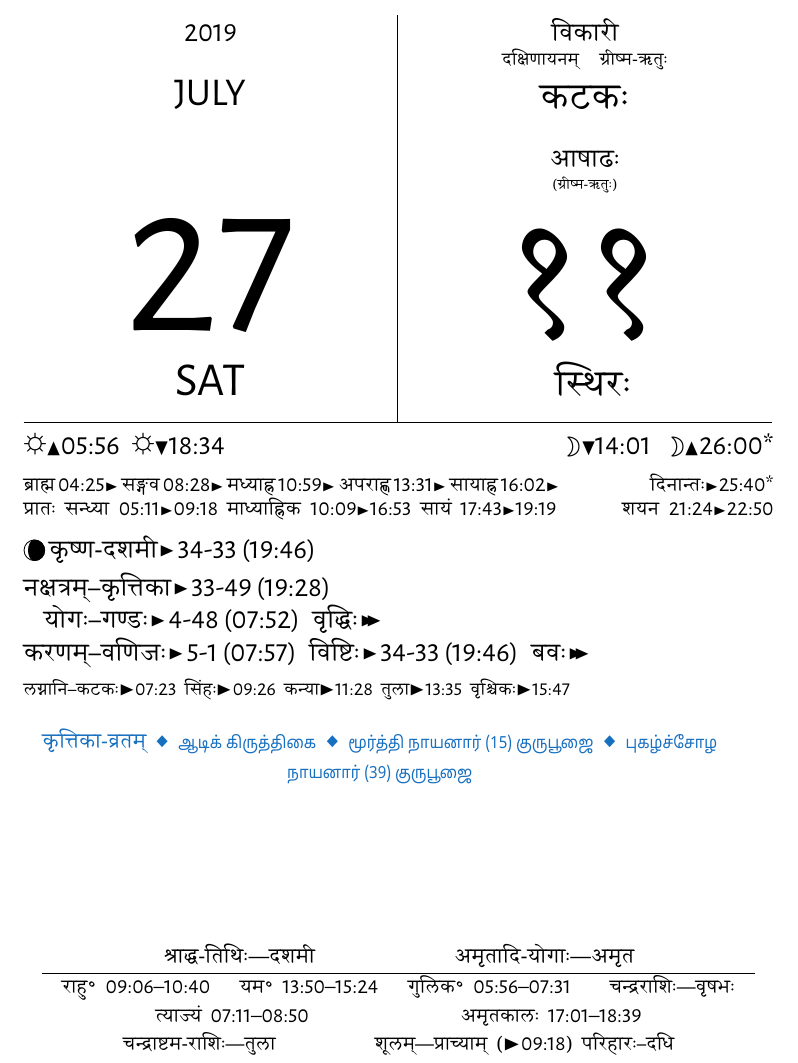 2019
JULY
27
SAT
विकारी
दक्षिणायनम् ग्रीष्म-ऋतुः
कटकः
आषाढः
(ग्रीष्म-ऋतुः)
११
स्थिरः
☼▲05:56 ☼▼18:34 ☽▼14:01 ☽▲26:00*
ब्राह्म 04:25► सङ्गव 08:28► मध्याह्न 10:59► अपराह्ण 13:31► सायाह्न 16:02► दिनान्तः►25:40*
प्रातः सन्ध्या 05:11►09:18 माध्याह्निक 10:09►16:53 सायं 17:43►19:19 शयन 21:24►22:50
कृष्ण-दशमी►34-33 (19:46)
नक्षत्रम्–कृत्तिका►33-49 (19:28)
योगः–गण्डः►4-48 (07:52) वृद्धिः►►
करणम्–वणिजः►5-1 (07:57) विष्टिः►34-33 (19:46) बवः►►
लग्नानि–कटकः►07:23 सिंहः►09:26 कन्या►11:28 तुला►13:35 वृश्चिकः►15:47
कृत्तिका-व्रतम् ◆ ஆடிக் கிருத்திகை ◆ மூர்த்தி நாயனார் (15) குருபூஜை ◆ புகழ்ச்சோழ
நாயனார் (39) குருபூஜை
श्राद्ध-तिथिः—दशमी अमृतादि-योगाः—अमृत
राहु° 09:06–10:40 यम° 13:50–15:24 गुलिक° 05:56–07:31 चन्द्रराशिः—वृषभः
त्याज्यं 07:11–08:50 अमृतकालः 17:01–18:39
चन्द्राष्टम-राशिः—तुला शूलम्—प्राच्याम् (►09:18) परिहारः–दधि